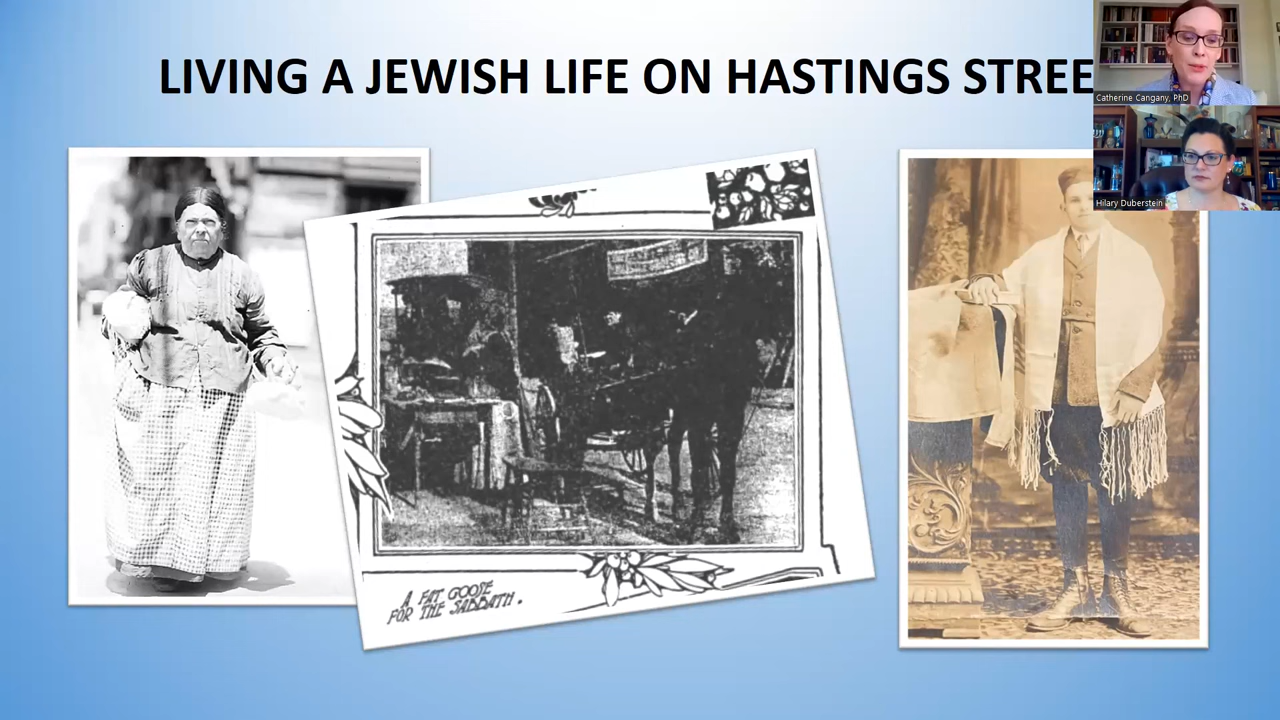 LIVING A JEWISH LIFE ON HASTINGS STREE
Catherine Cangany, PhD
Hilary Duberstein
A FAT GOOSE
FOR THE SABBATH.